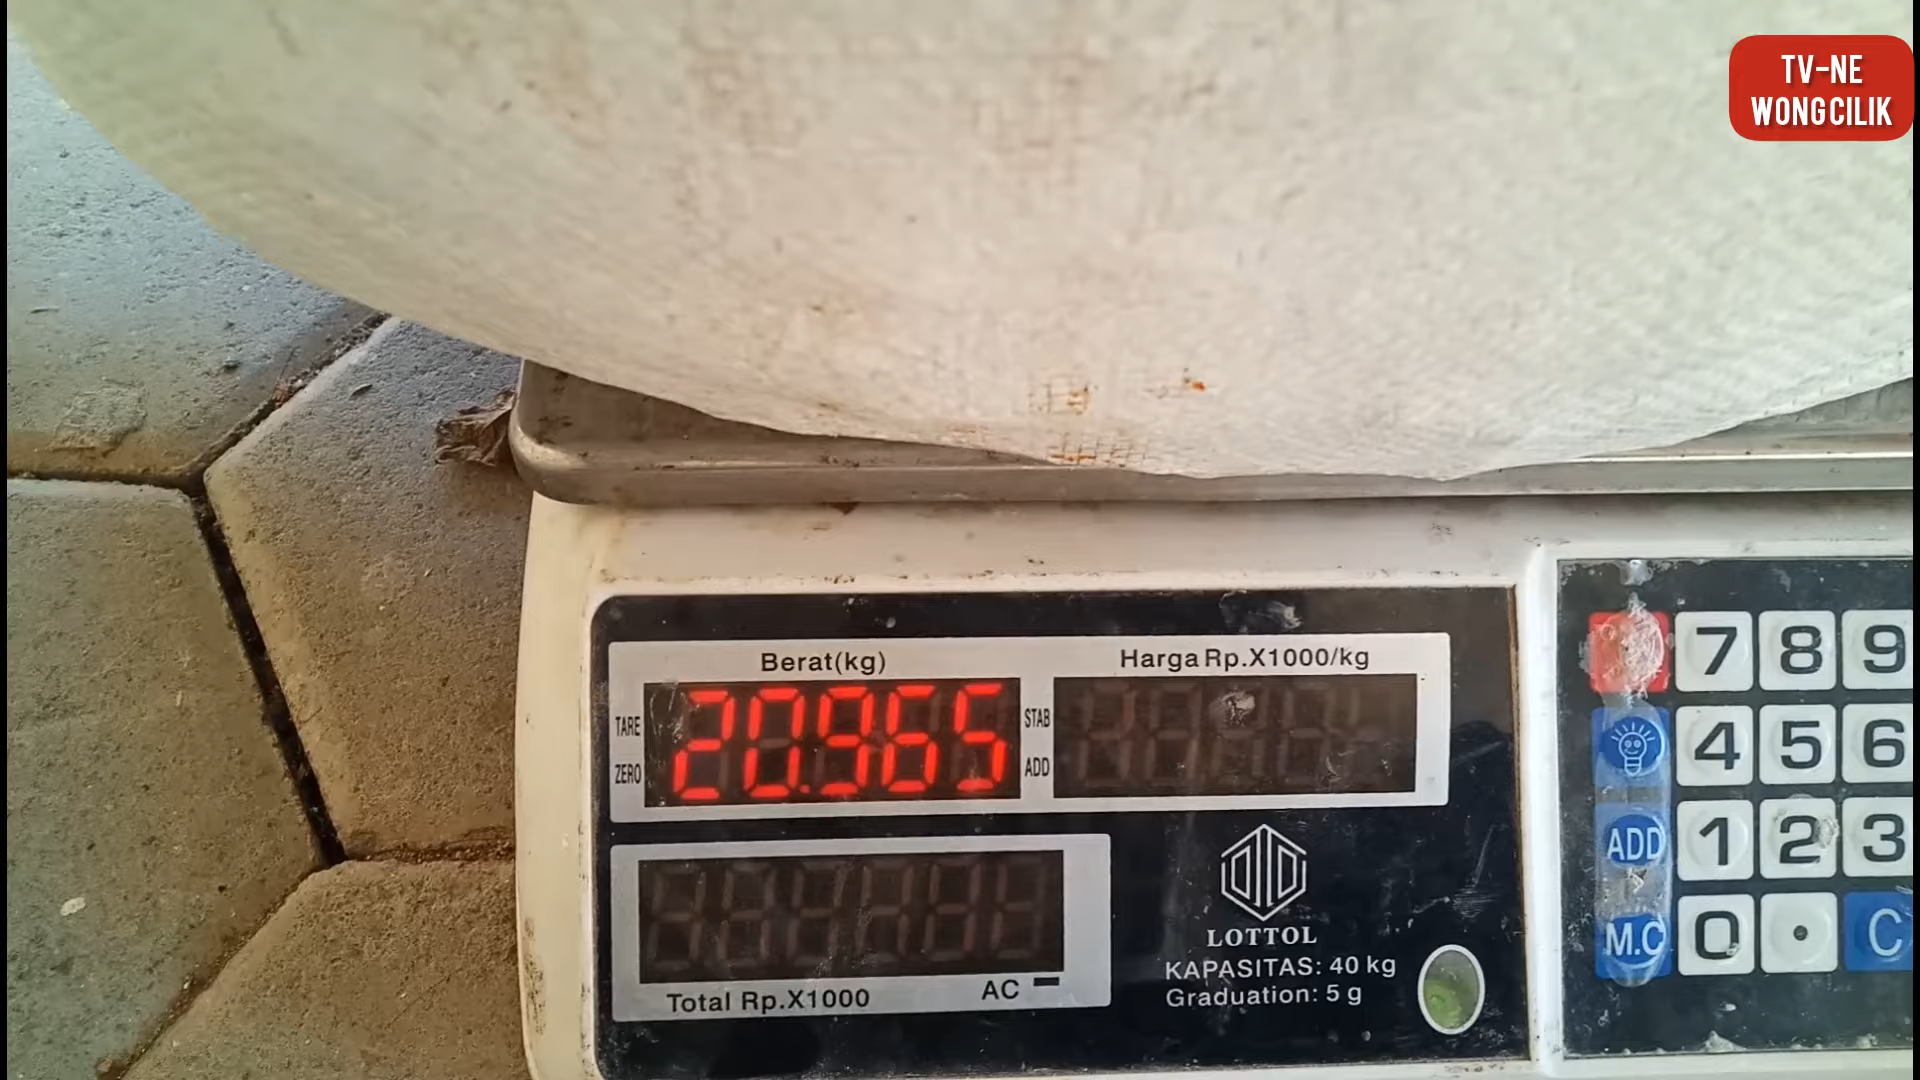 TV-NE
WONG CILIK
Berat(kg)
Harga Rp.X1000/kg
TARE
ZERO
20.965
STAB
ADD
7 8 9
4 5 6
ADD 1 2 3
M.C 0 . C
Total Rp.X1000
AC
LOTTOL
KAPASITAS: 40 kg
Graduation: 5 g